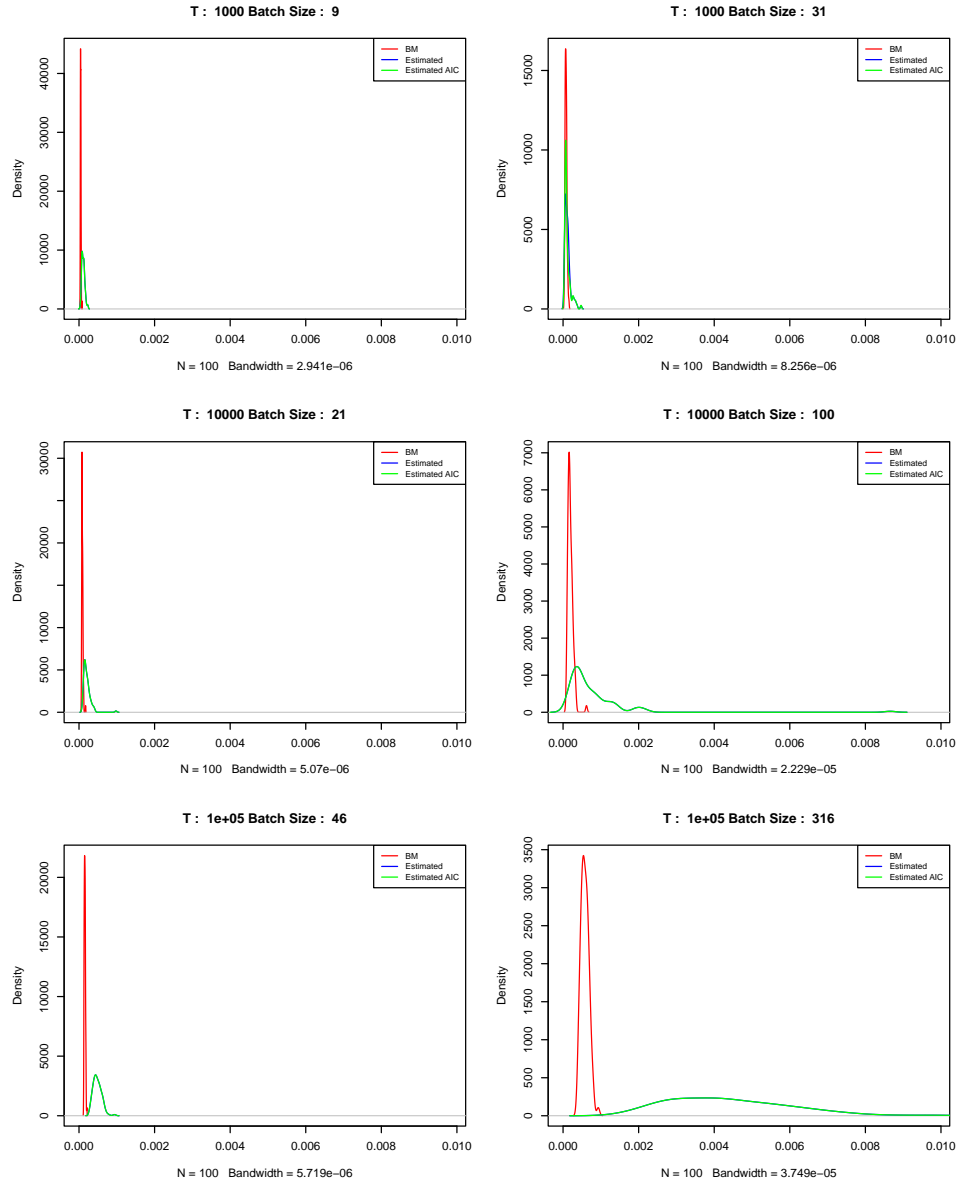 T : 1000 Batch Size : 9
BM
Estimated
Estimated AIC
Density
0
10000
20000
30000
40000
0.000 0.002 0.004 0.006 0.008 0.010
N = 100 Bandwidth = 2.941e−06
T : 1000 Batch Size : 31
BM
Estimated
Estimated AIC
Density
0
5000
10000
15000
0.000 0.002 0.004 0.006 0.008 0.010
N = 100 Bandwidth = 8.256e−06
T : 10000 Batch Size : 21
BM
Estimated
Estimated AIC
Density
0
5000
10000
20000
30000
0.000 0.002 0.004 0.006 0.008 0.010
N = 100 Bandwidth = 5.07e−06
T : 10000 Batch Size : 100
BM
Estimated
Estimated AIC
Density
0
1000
2000
3000
4000
5000
6000
7000
0.000 0.002 0.004 0.006 0.008 0.010
N = 100 Bandwidth = 2.229e−05
T : 1e+05 Batch Size : 46
BM
Estimated
Estimated AIC
Density
0
5000
10000
15000
20000
0.000 0.002 0.004 0.006 0.008 0.010
N = 100 Bandwidth = 5.719e−06
T : 1e+05 Batch Size : 316
BM
Estimated
Estimated AIC
Density
0
500
1000
1500
2000
2500
3000
3500
0.000 0.002 0.004 0.006 0.008 0.010
N = 100 Bandwidth = 3.749e−05